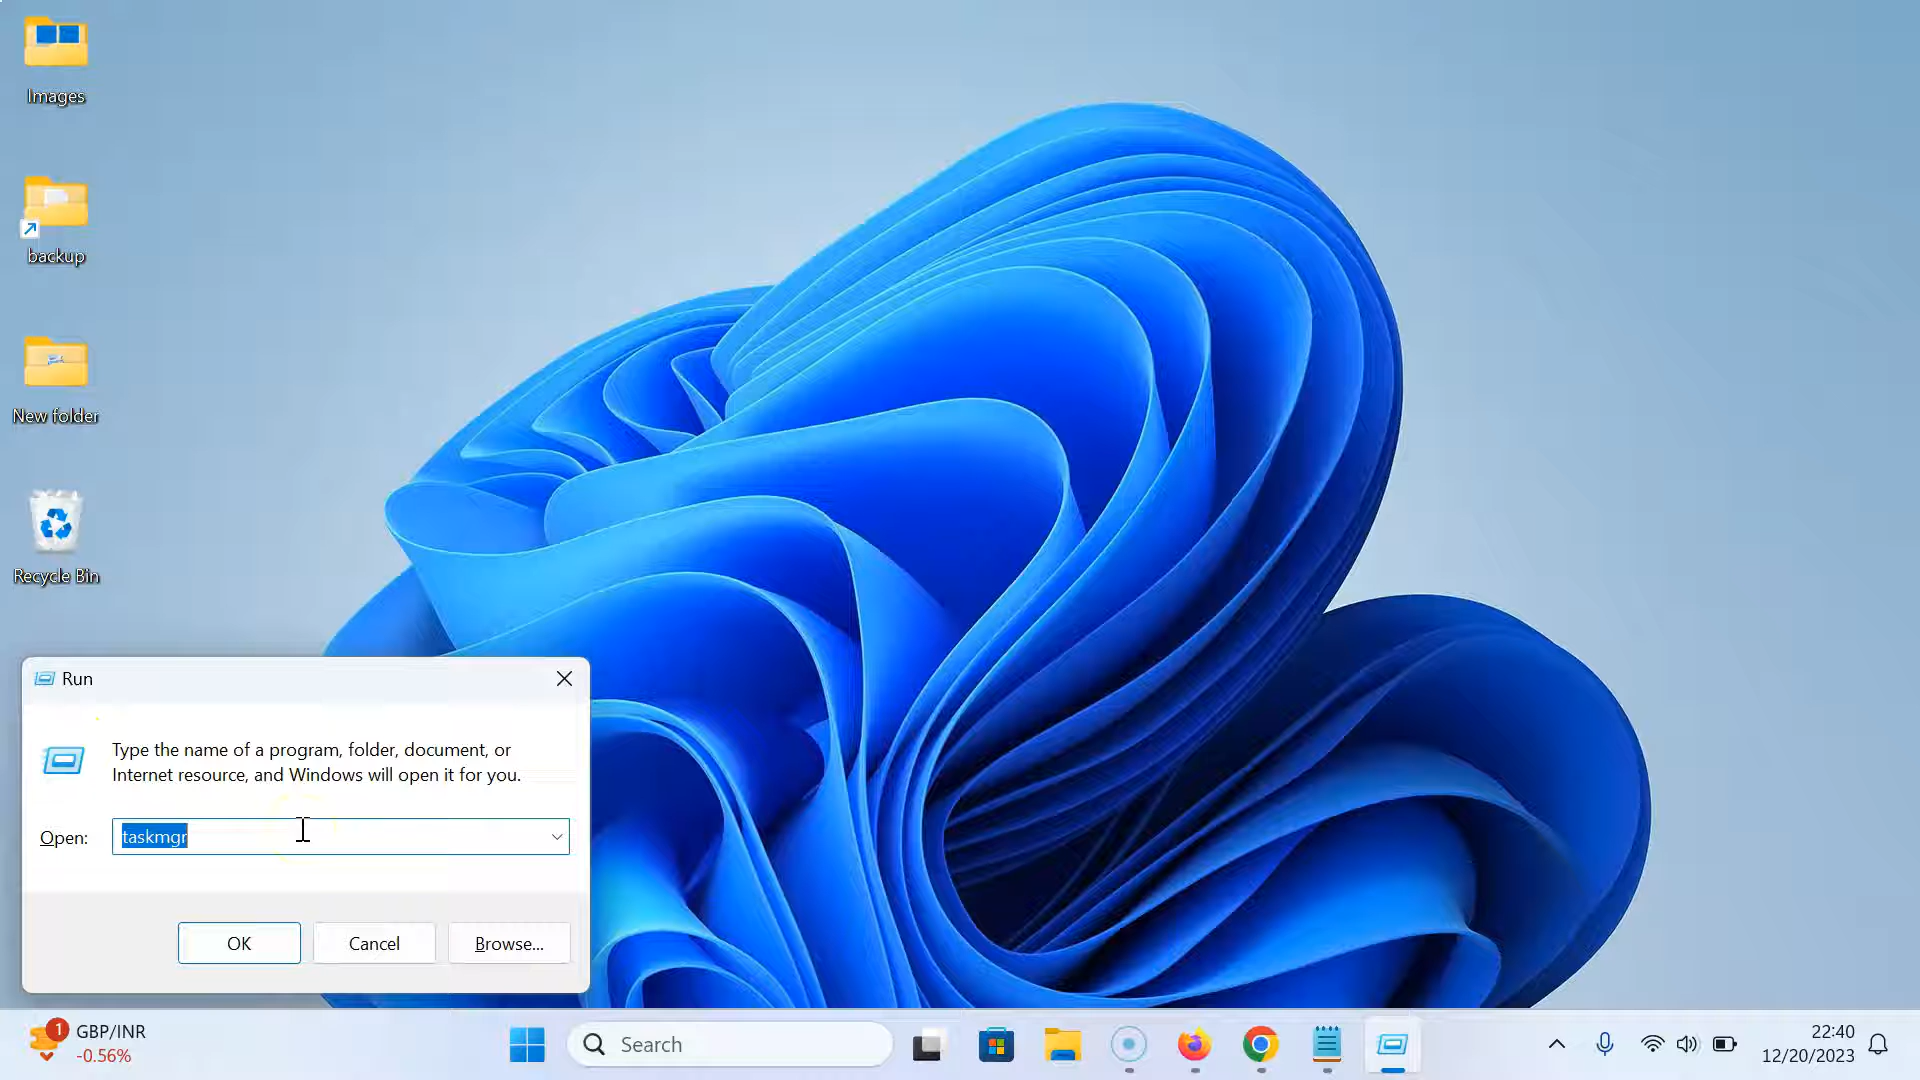 Images
backup
New folder
Recycle Bin
Run
Type the name of a program, folder, document, or
Internet resource, and Windows will open it for you.
Open:
taskmgr
OK
Cancel
Browse...
1
GBP/INR
-0.56%
Search
22:40
12/20/2023